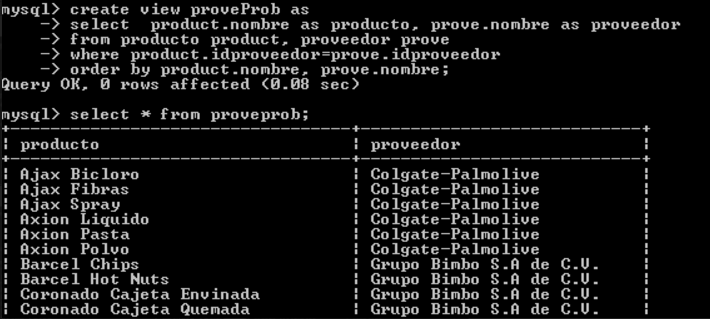 mysql> create view proveProb as
    -> select  product.nombre as producto, prove.nombre as proveedor
    -> from producto product, proveedor prove
    -> where product.idproveedor=prove.idproveedor
    -> order by product.nombre, prove.nombre;
Query OK, 0 rows affected (0.08 sec)
mysql> select * from proveprob;
+----------------------------------+----------------------------+
¦ producto                         ¦ proveedor                  ¦
+----------------------------------+----------------------------+
¦ Ajax Bicloro                     ¦ Colgate-Palmolive          ¦
¦ Ajax Fibras                      ¦ Colgate-Palmolive          ¦
¦ Ajax Spray                       ¦ Colgate-Palmolive          ¦
¦ Axion Liquido                    ¦ Colgate-Palmolive          ¦
¦ Axion Pasta                      ¦ Colgate-Palmolive          ¦
¦ Axion Polvo                      ¦ Colgate-Palmolive          ¦
¦ Barcel Chips                     ¦ Grupo Bimbo S.A de C.V.    ¦
¦ Barcel Hot Nuts                  ¦ Grupo Bimbo S.A de C.V.    ¦
¦ Coronado Cajeta Envinada         ¦ Grupo Bimbo S.A de C.V.    ¦
¦ Coronado Cajeta Quemada          ¦ Grupo Bimbo S.A de C.V.    ¦